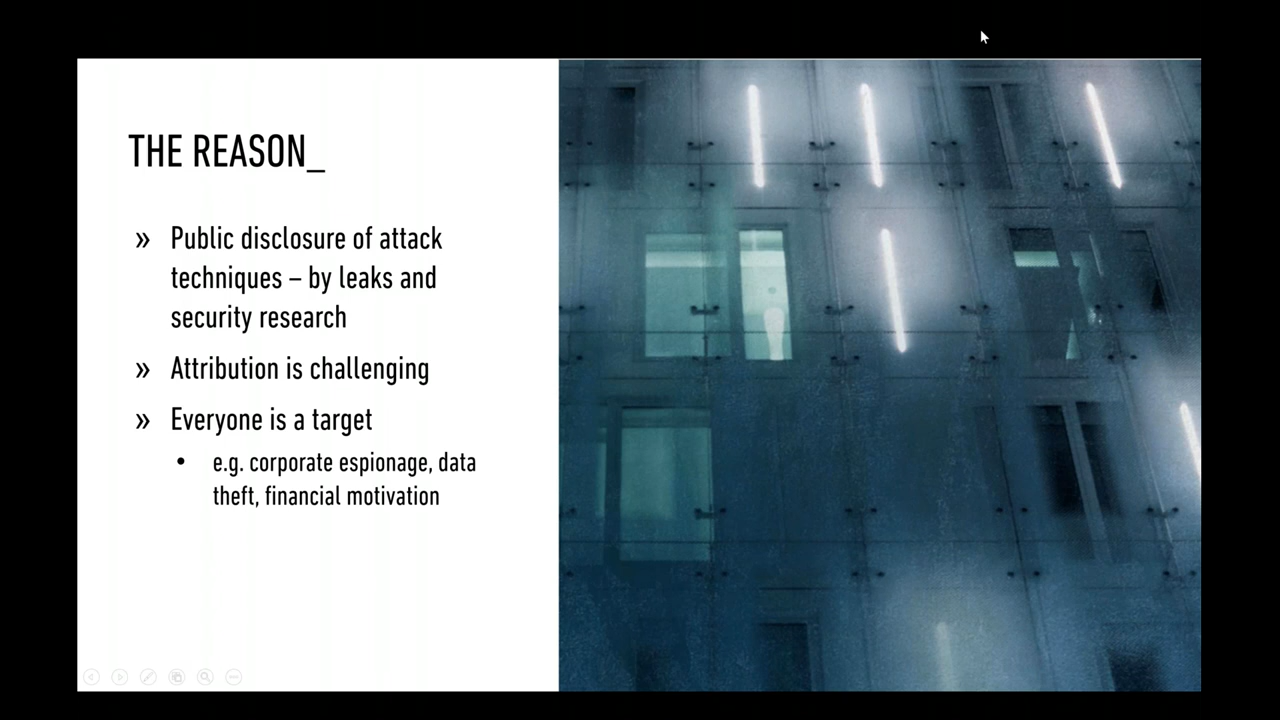 THE REASON_
» Public disclosure of attack
techniques – by leaks and
security research
» Attribution is challenging
» Everyone is a target
• e.g. corporate espionage, data
theft, financial motivation